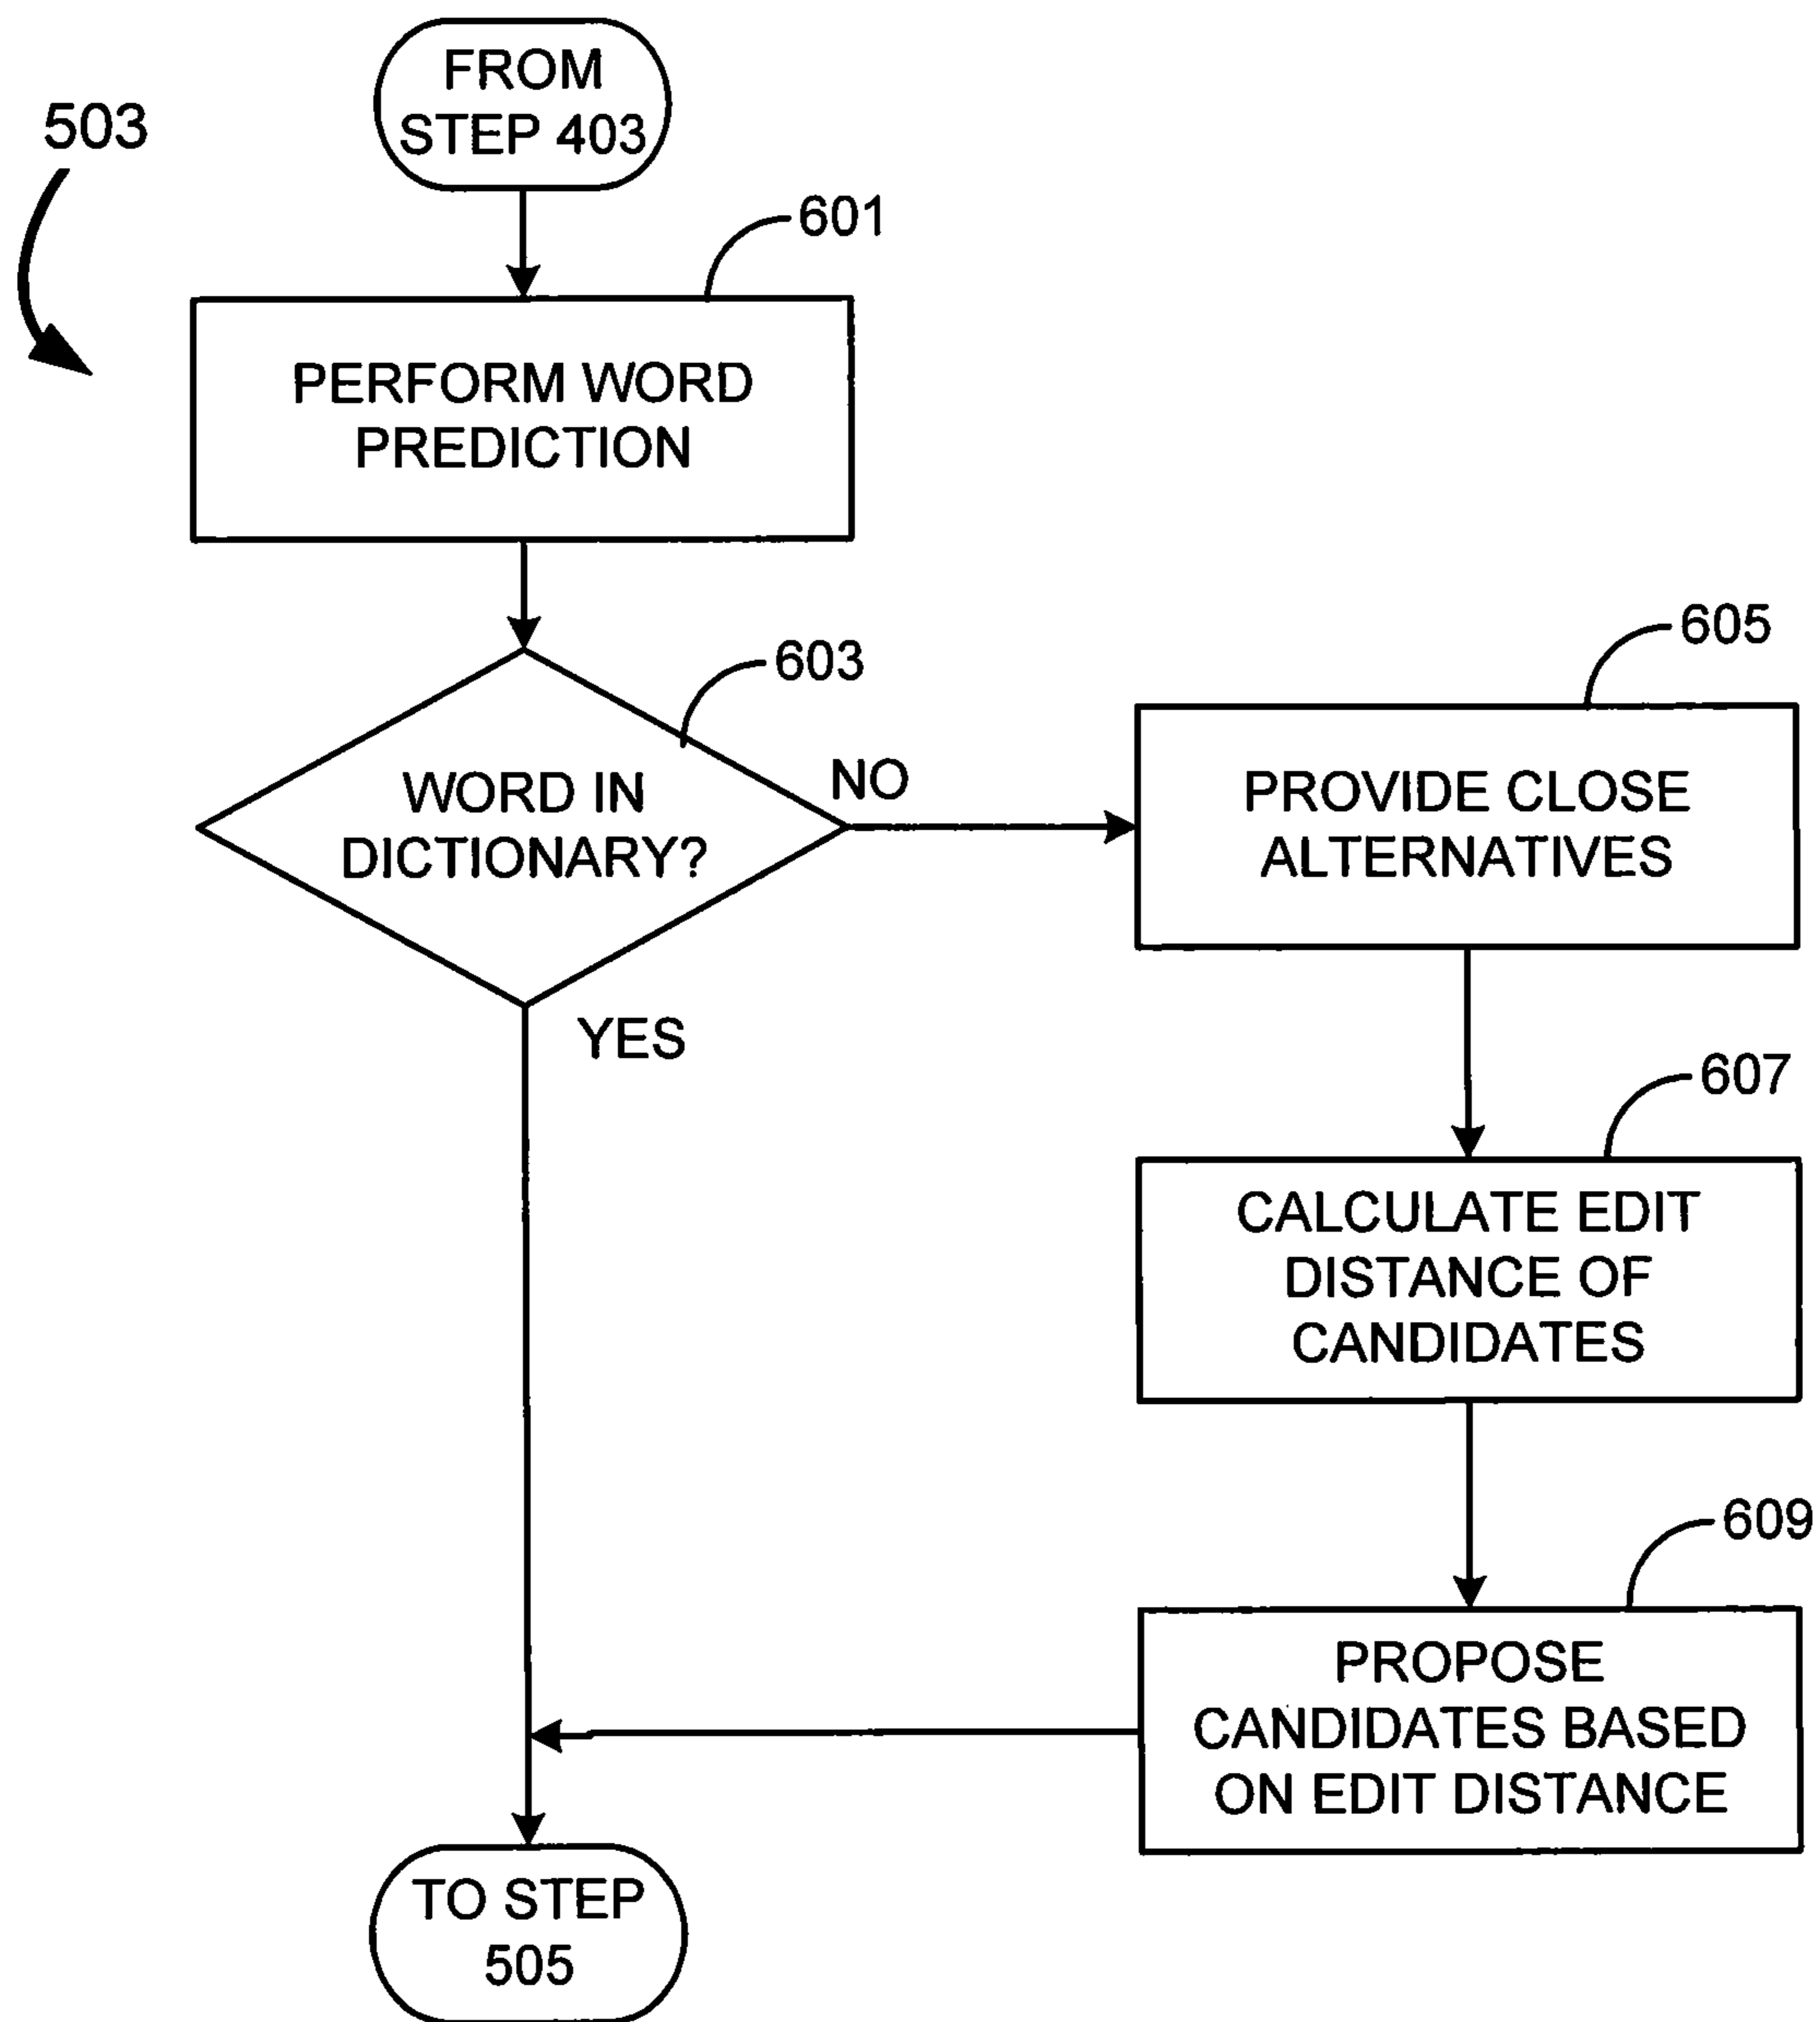 FROM
STEP 403
503
601
PERFORM WORD
PREDICTION
603
WORD IN
DICTIONARY?
NO
YES
605
PROVIDE CLOSE
ALTERNATIVES
607
CALCULATE EDIT
DISTANCE OF
CANDIDATES
609
PROPOSE
CANDIDATES BASED
ON EDIT DISTANCE
TO STEP
505